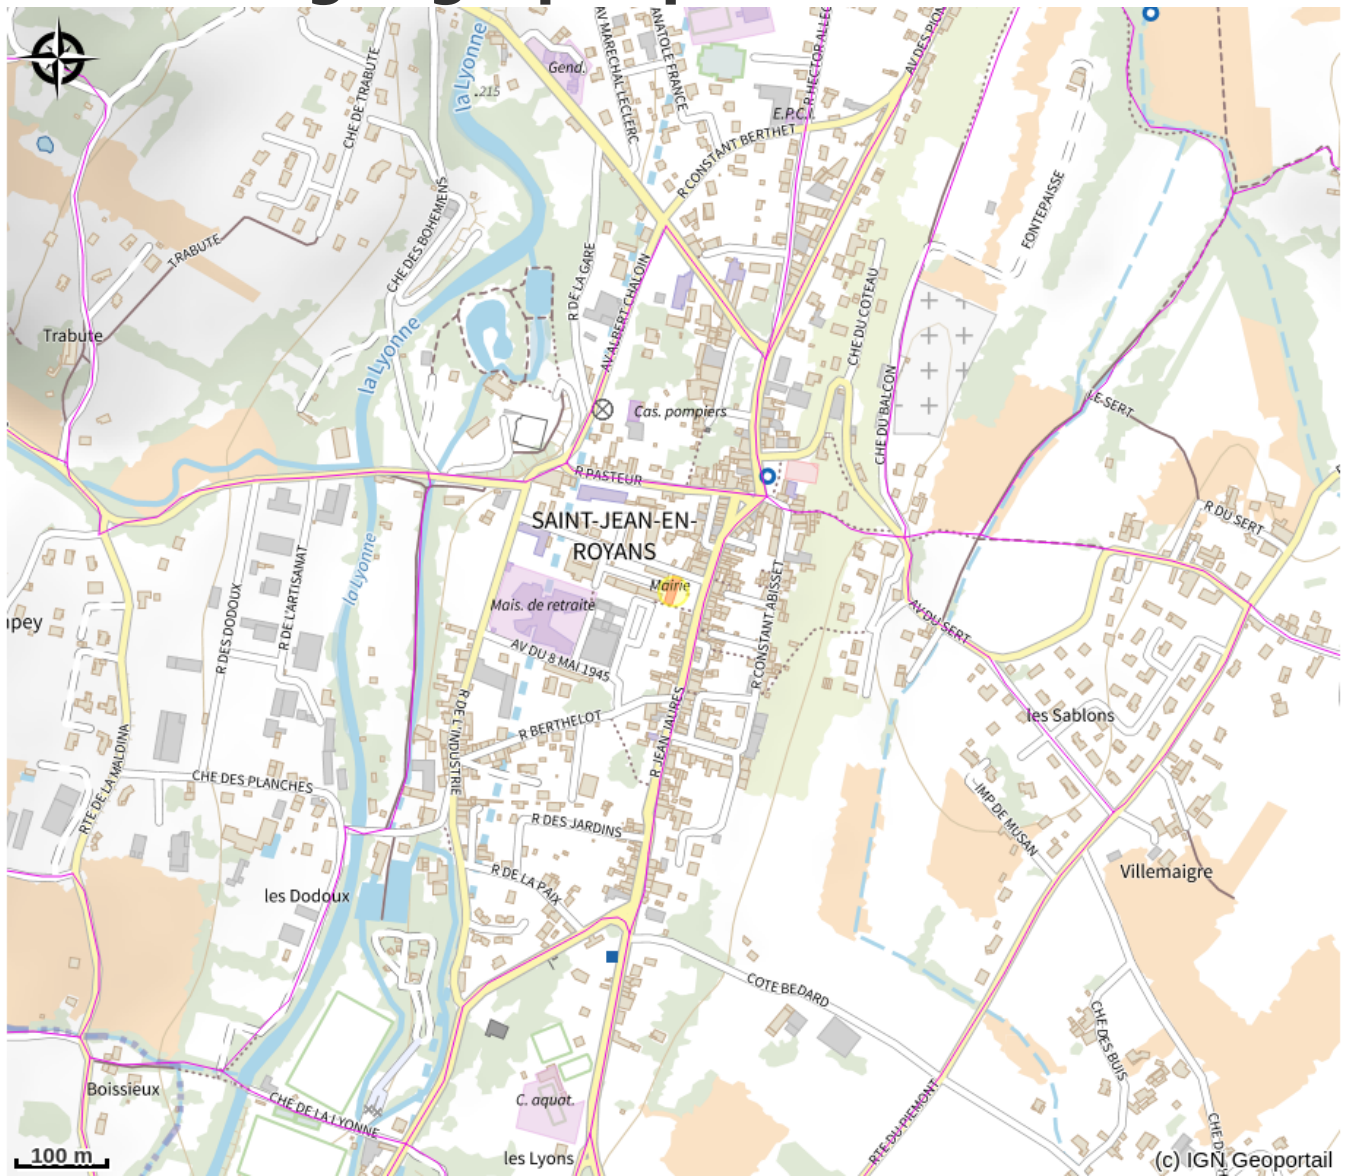 la Lyonne
.215
Gend.
AV MARECHAL LECLERC
ANATOLE FRANCE
R HECTOR ALLEC
AV DES PION
E.P.C.I.
R CONSTANT BERTHET
CHE DE TRABUTE
CHE DES BOHEMIENS
TRABUTE
Trabute
la Lyonne
R DE LA GARE
AV ALBERT CHALOIN
FONTEPAISSE
CHE DU COTEAU
CHE DU BALCON
LE SERT
Cas. pompiers
R PASTEUR
SAINT-JEAN-EN-
ROYANS
R DU SERT
la Lyonne
Mairie
Mais. de retraite
R DES DODOUX
R DE L'ARTISANAT
R CONSTANT ABISSET
AV DU SERT
AV DU 8 MAI 1945
npey
R DE L'INDUSTRIE
R BERTHELOT
R JEAN JAURES
les Sablons
RTE DE LA MALDINA
CHE DES PLANCHES
IMP DE MUSAN
R DES JARDINS
Villemaigre
les Dodoux
R DE LA PAIX
COTE BEDARD
CHE DES BUIS
Boissieux
CHE DE LA LYONNE
C. aquat.
RTE DU PIEMONT
les Lyons
100 m
(c) IGN Geoportail